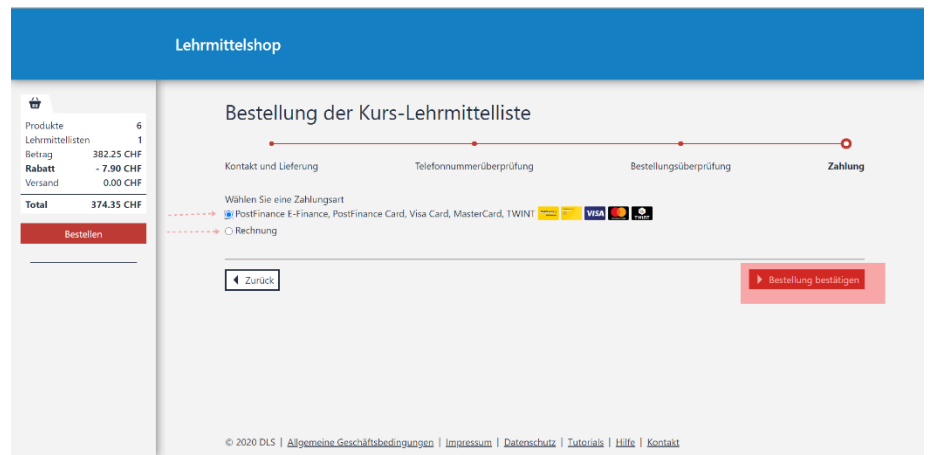 Lehrmittelshop
Produkte 6
Lehrmittellisten 1
Betrag 382.25 CHF
Rabatt - 7.90 CHF
Versand 0.00 CHF
Total 374.35 CHF
Bestellen
Bestellung der Kurs-Lehrmittelliste
Kontakt und Lieferung Telefonnummerüberprüfung Bestellungsüberprüfung Zahlung
Wählen Sie eine Zahlungsart
PostFinance E-Finance, PostFinance Card, Visa Card, MasterCard, TWINT VISA TWINT
Rechnung
Zurück Bestellung bestätigen
© 2020 DLS | Allgemeine Geschäftsbedingungen | Impressum | Datenschutz | Tutorials | Hilfe | Kontakt